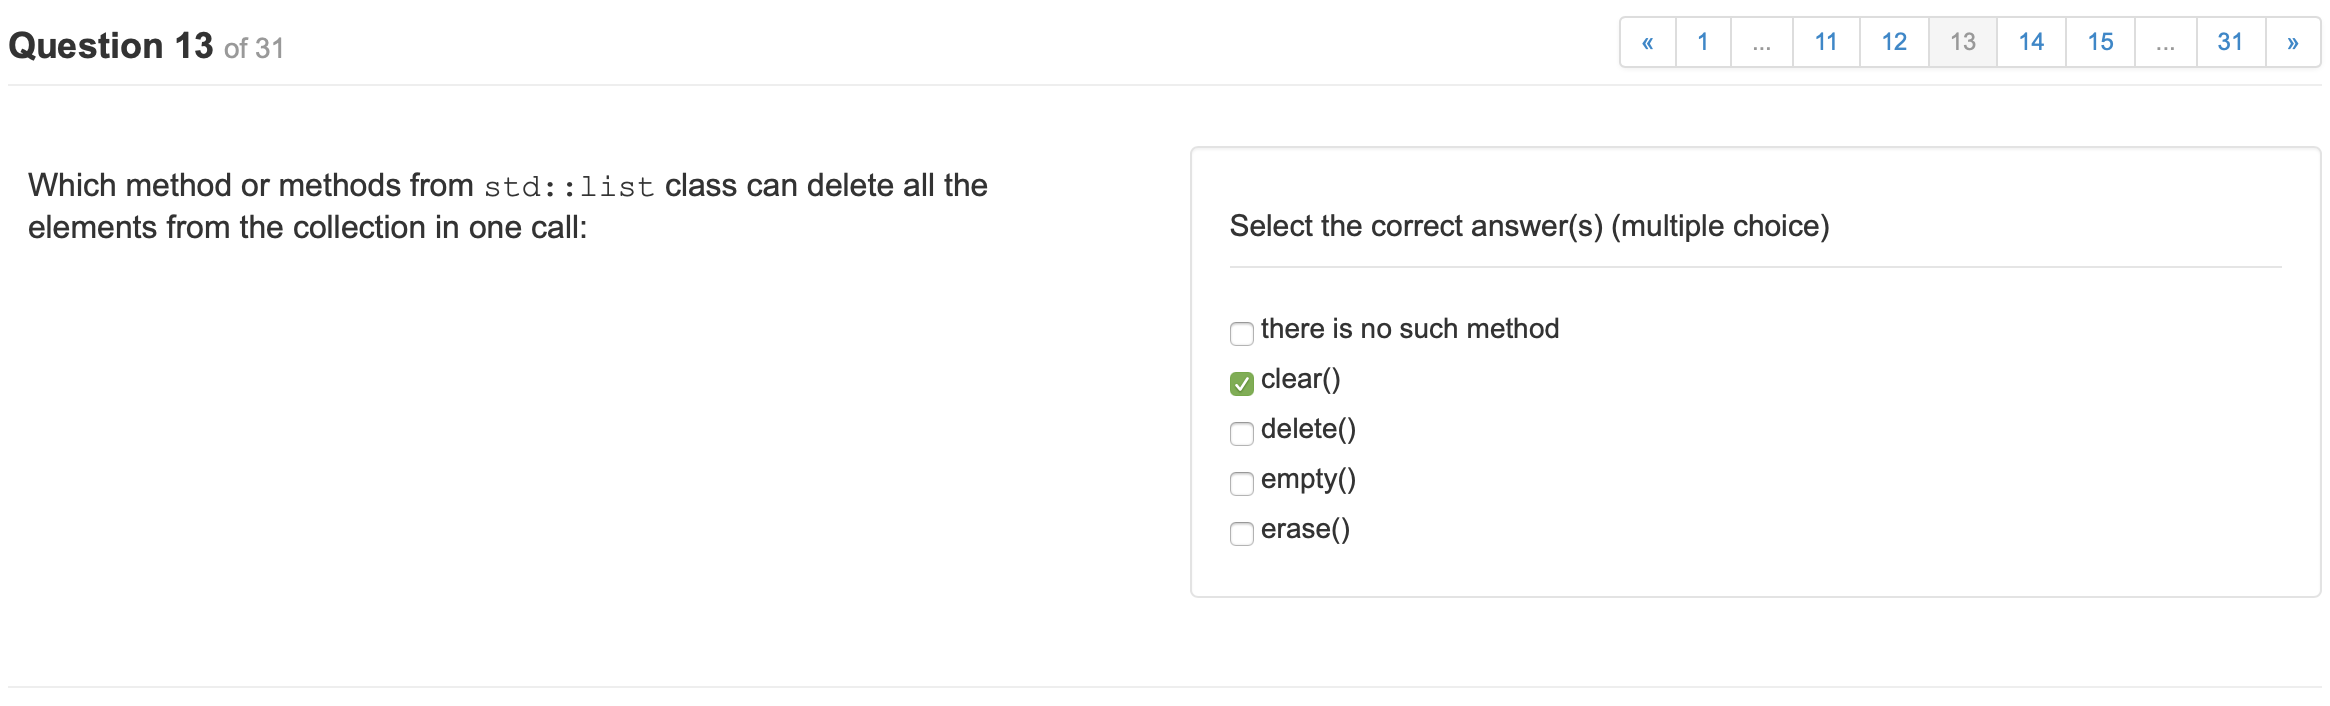 Question 13 of 31
« 1 ... 11 12 13 14 15 ... 31 »
Which method or methods from std::list class can delete all the
elements from the collection in one call:
Select the correct answer(s) (multiple choice)
there is no such method
clear()
delete()
empty()
erase()